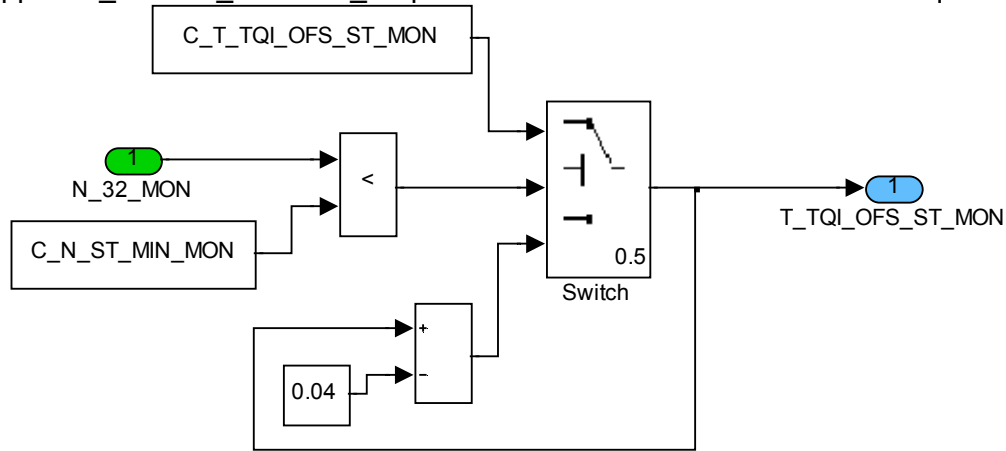 C_T_TQI_OFS_ST_MON
1
N_32_MON
<
C_N_ST_MIN_MON
0.5
Switch
1
T_TQI_OFS_ST_MON
+
−
0.04